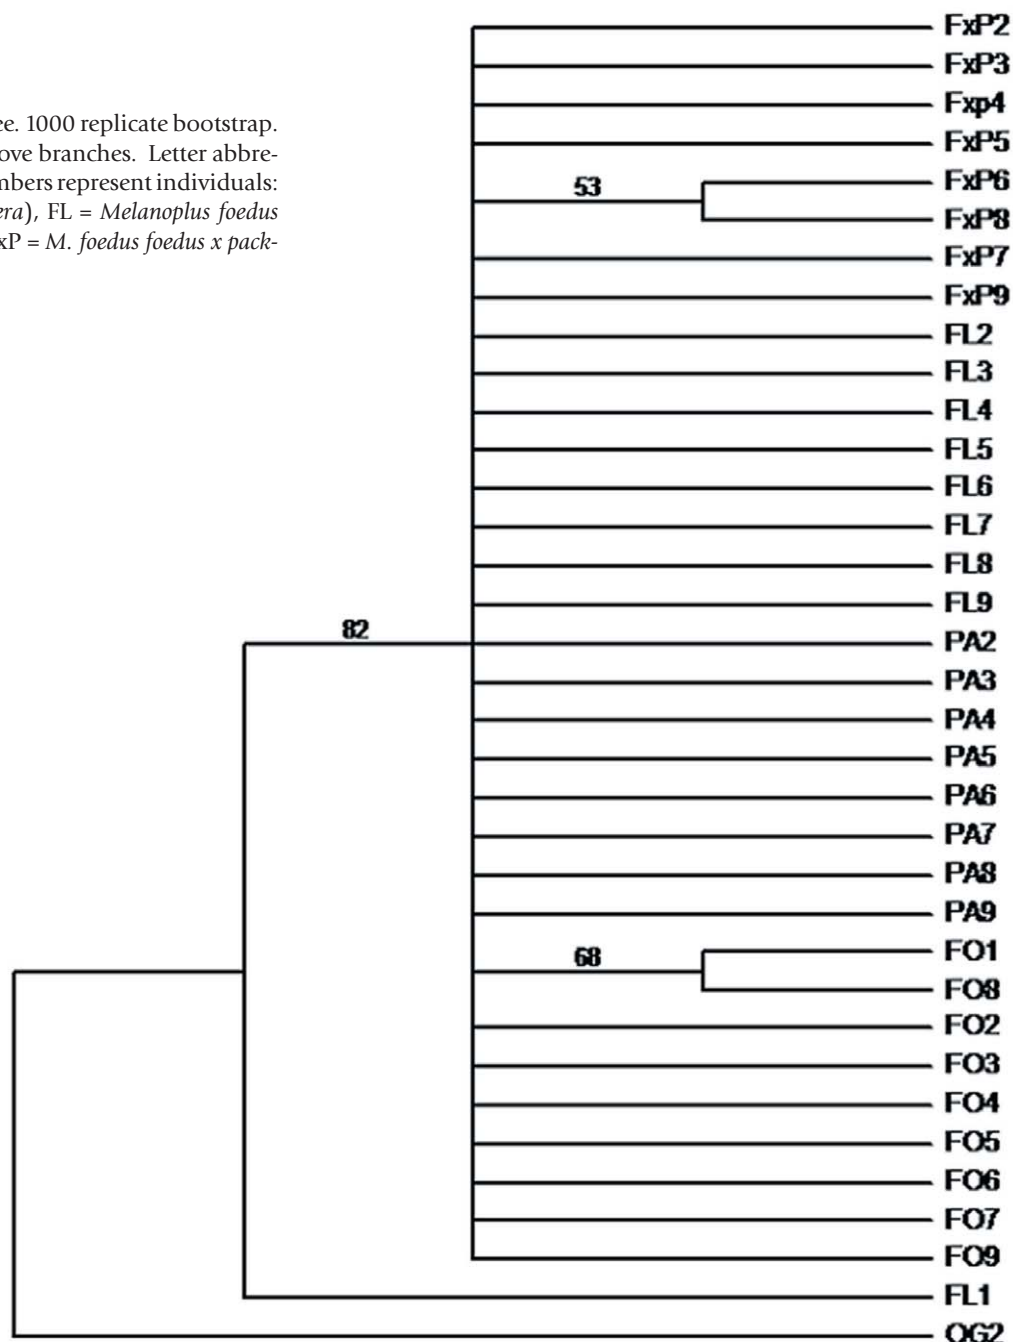 ee. 1000 replicate bootstrap.
ove branches. Letter abbre-
mbers represent individuals:
era), FL = Melanoplus foedus
xP = M. foedus foedus x pack-
FxP2
FxP3
Fxp4
FxP5
53
FxP6
FxP8
FxP7
FxP9
FL2
FL3
FL4
FL5
FL6
FL7
FL8
FL9
82
PA2
PA3
PA4
PA5
PA6
PA7
PA8
PA9
68
FO1
FO8
FO2
FO3
FO4
FO5
FO6
FO7
FO9
FL1
OG2